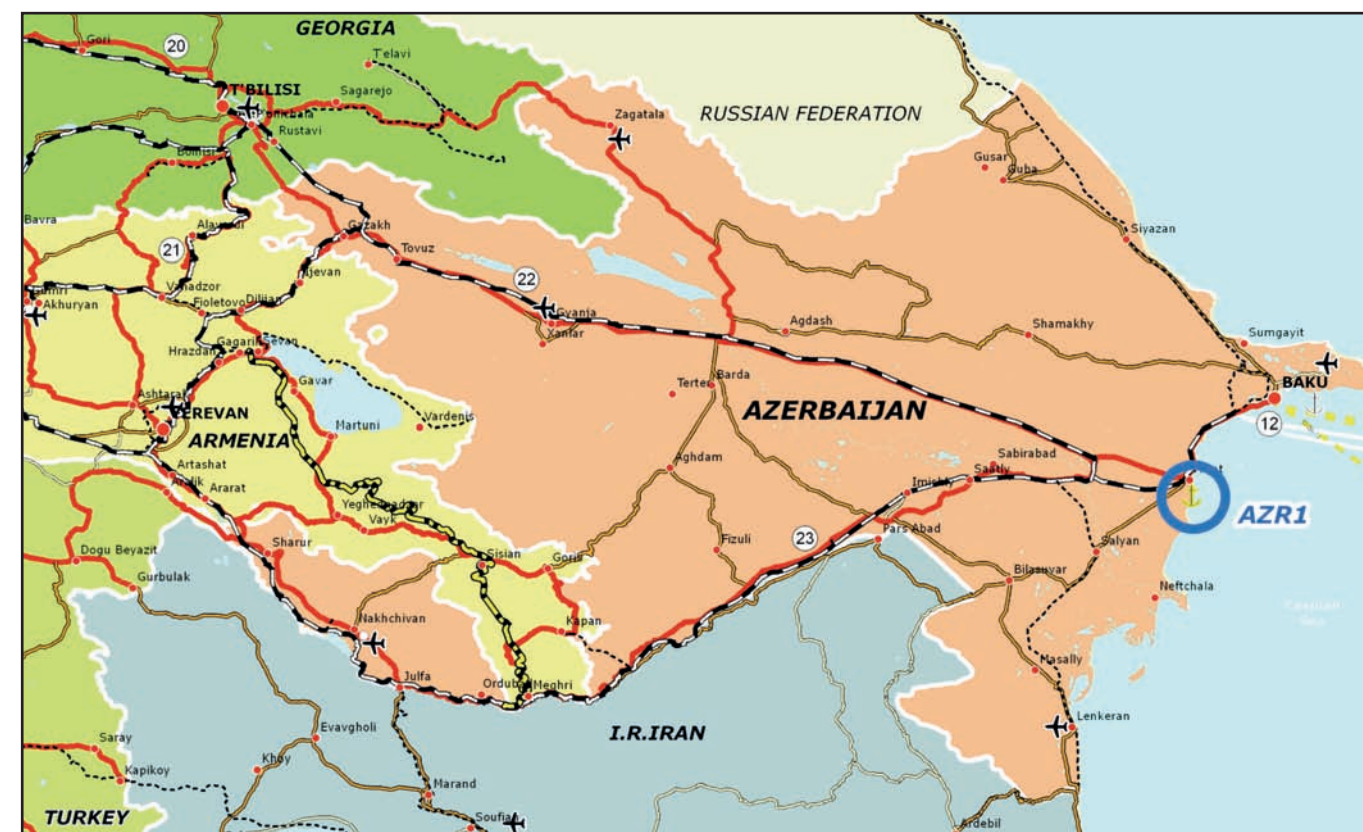 GEORGIA
Gori
20
T'elavi
T'BILISI
Sagarejo
Rustavi
Zagatala
RUSSIAN FEDERATION
Gusar
Guba
Bavra
21
Gazakh
Tovuz
Siyazan
22
Ijevan
Vanadzor
Akhuryan
Fioletovo
Dilijan
Gyanja
Xanlar
Agdash
Shamakhy
Sumgayit
Hrazdan
Gagarin
Sevan
Gavar
Ashtarak
Terter
Barda
BAKU
YEREVAN
ARMENIA
Vardenis
Martuni
AZERBAIJAN
12
Artashat
Aralik
Ararat
Aghdam
Sabirabad
Saatly
Imishly
AZR1
Yeghegnadzor
Vayk
Pars Abad
Sharur
Sisian
Goris
Fizuli
23
Salyan
Dogu Beyazit
Gurbulak
Bilasuvar
Neftchala
Caspian
Sea
Nakhchivan
Kapan
Masally
Julfa
Ordubad
Meghri
Lenkeran
I.R.IRAN
Saray
Evavgholi
Kapikoy
Khoy
Marand
TURKEY
Soufian
Ardebil